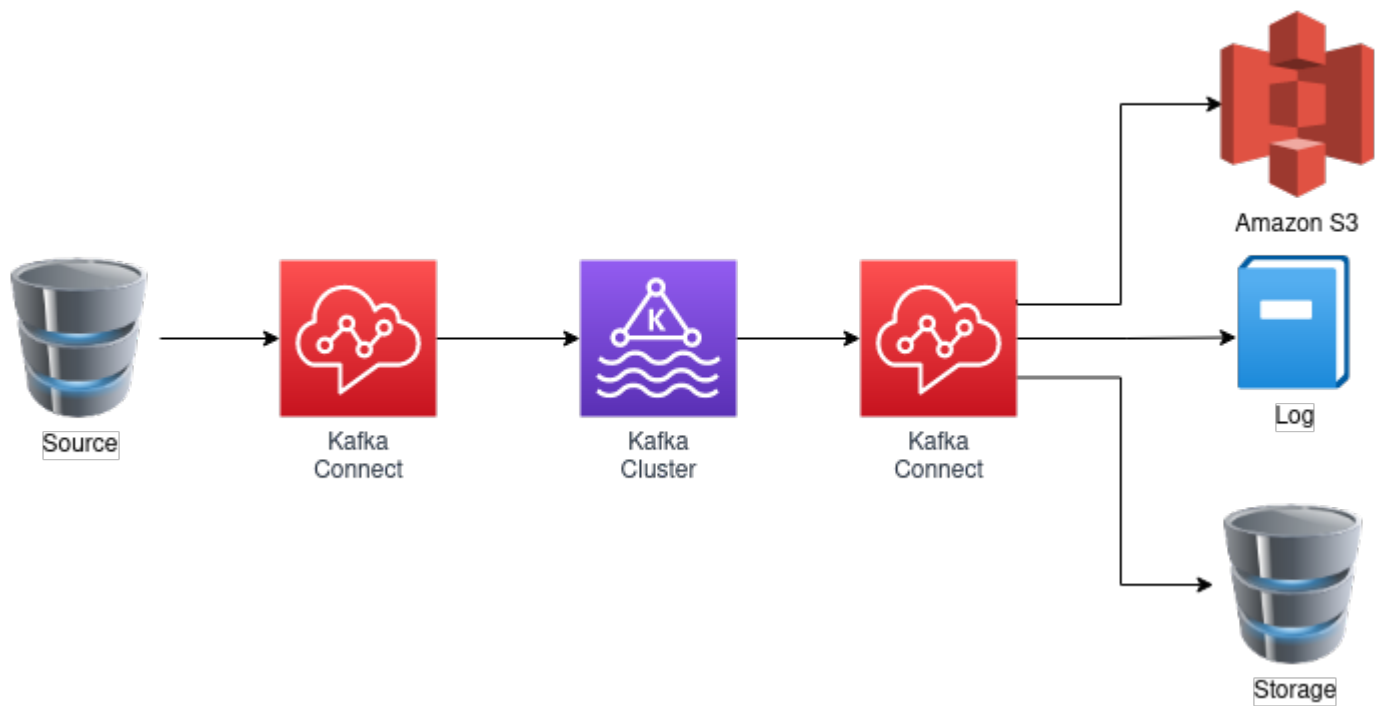 Amazon S3
Source
Kafka
Connect
K
Kafka
Cluster
Kafka
Connect
Log
Storage